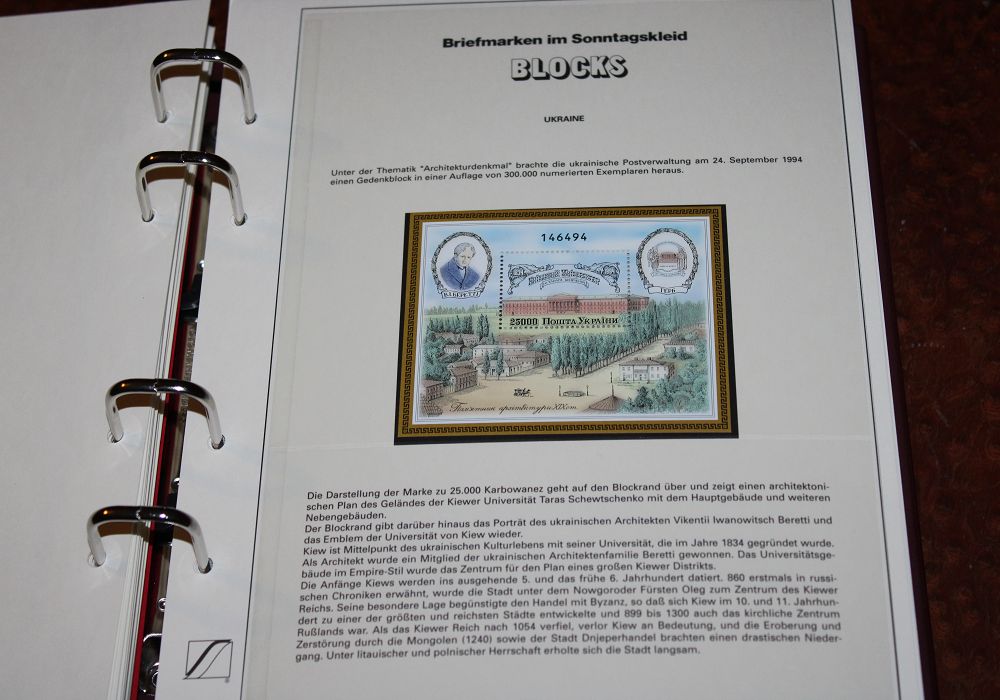 Briefmarken im Sonntagskleid
BLOCKS
UKRAINE
Unter der Thematik "Architekturdenkmal" brachte die ukrainische Postverwaltung am 24. September 1994
einen Gedenkblock in einer Auflage von 300.000 numerierten Exemplaren heraus.
146494
В.І. БЕРЕТТІ
ГЕРБ
25000 ПОШТА УКРАЇНИ
Пам'ятник архітектури XIX ст.
Die Darstellung der Marke zu 25.000 Karbowanez geht auf den Blockrand über und zeigt einen architektoni-
schen Plan des Geländes der Kiewer Universität Taras Schewtschenko mit dem Hauptgebäude und weiteren
Nebengebäuden.
Der Blockrand gibt darüber hinaus das Porträt des ukrainischen Architekten Vikentii Iwanowitsch Beretti und
das Emblem der Universität von Kiew wieder.
Kiew ist Mittelpunkt des ukrainischen Kulturlebens mit seiner Universität, die im Jahre 1834 gegründet wurde.
Als Architekt wurde ein Mitglied der ukrainischen Architektenfamilie Beretti gewonnen. Das Universitätsge-
bäude im Empire-Stil wurde das Zentrum für den Plan eines großen Kiewer Distrikts.
Die Anfänge Kiews werden ins ausgehende 5. und das frühe 6. Jahrhundert datiert. 860 erstmals in russi-
schen Chroniken erwähnt, wurde die Stadt unter dem Nowgoroder Fürsten Oleg zum Zentrum des Kiewer
Reichs. Seine besondere Lage begünstigte den Handel mit Byzanz, so daß sich Kiew im 10. und 11. Jahrhun-
dert zu einer der größten und reichsten Städte entwickelte und 899 bis 1300 auch das kirchliche Zentrum
Rußlands war. Als das Kiewer Reich nach 1054 verfiel, verlor Kiew an Bedeutung, und die Eroberung und
Zerstörung durch die Mongolen (1240) sowie der Stadt Dnjeperhandel brachten einen drastischen Nieder-
gang. Unter litauischer und polnischer Herrschaft erholte sich die Stadt langsam.